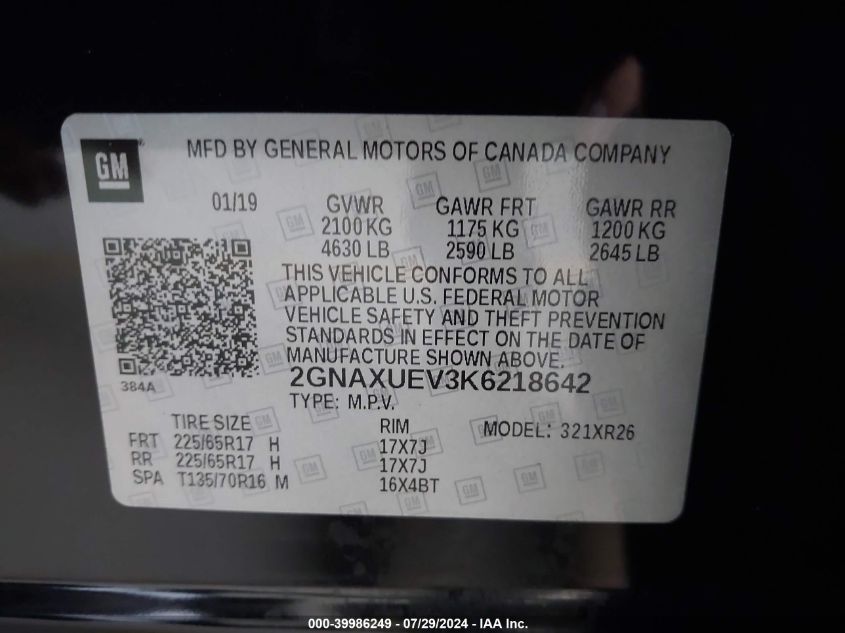 GM
MFD BY GENERAL MOTORS OF CANADA COMPANY
01/19 GVWR GAWR FRT GAWR RR
2100 KG 1175 KG 1200 KG
4630 LB 2590 LB 2645 LB
THIS VEHICLE CONFORMS TO ALL
APPLICABLE U.S. FEDERAL MOTOR
VEHICLE SAFETY AND THEFT PREVENTION
STANDARDS IN EFFECT ON THE DATE OF
MANUFACTURE SHOWN ABOVE.
384A
2GNAXUEV3K6218642
TYPE: M.P.V.
TIRE SIZE RIM MODEL: 321XR26
FRT 225/65R17 H 17X7J
RR 225/65R17 H 17X7J
SPA T135/70R16 M 16X4BT
000-39986249 - 07/29/2024 - IAA Inc.